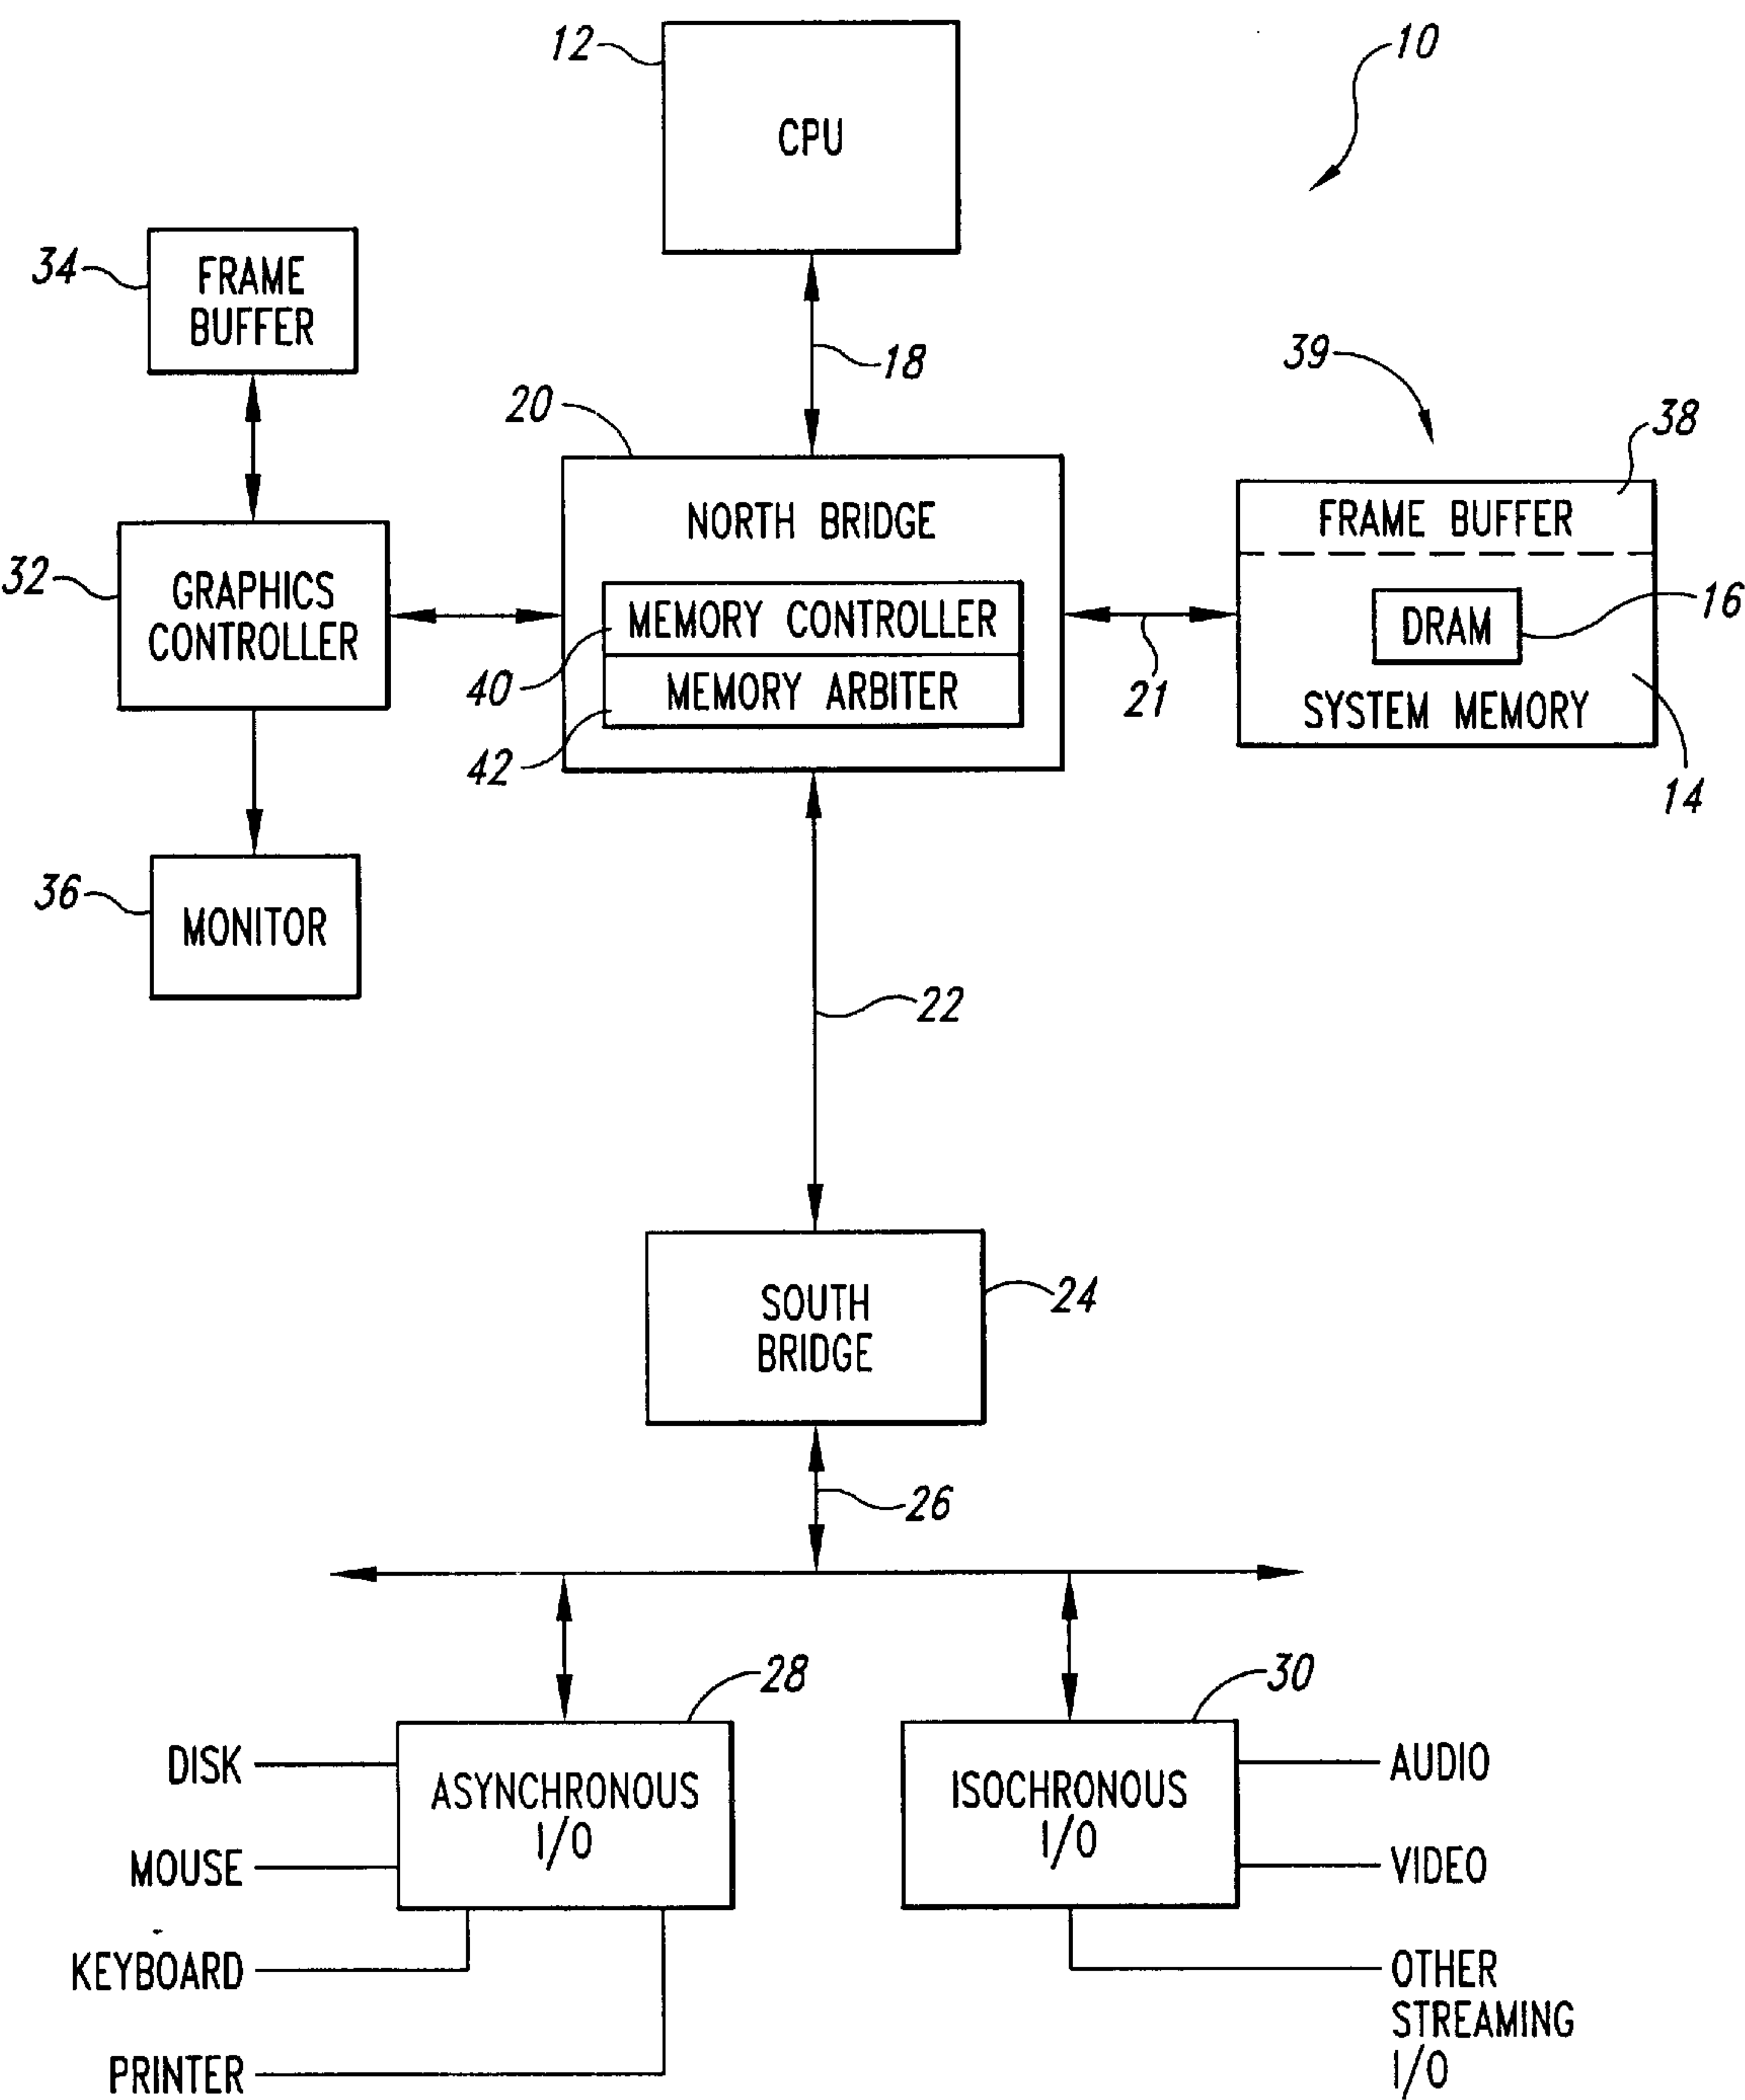 12
CPU
10
34
FRAME
BUFFER
18
39
20
38
NORTH BRIDGE
FRAME BUFFER
32
GRAPHICS
CONTROLLER
MEMORY CONTROLLER
40
MEMORY ARBITER
42
21
DRAM
16
SYSTEM MEMORY
14
36
MONITOR
22
SOUTH
BRIDGE
24
26
28
30
DISK
MOUSE
KEYBOARD
PRINTER
ASYNCHRONOUS
I/O
ISOCHRONOUS
I/O
AUDIO
VIDEO
OTHER
STREAMING
I/O